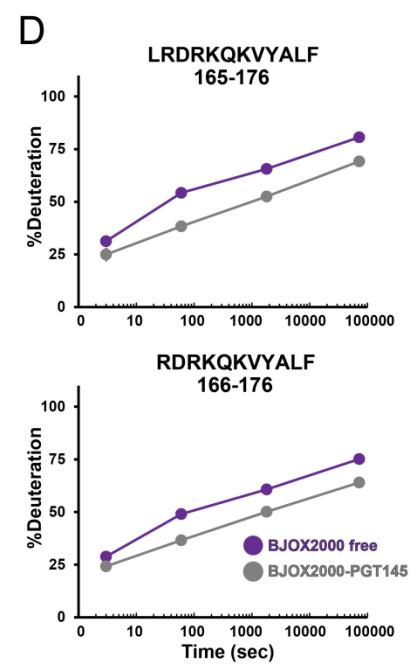 D
LRDRKQKVYALF
165-176
100
75
50
25
0
%Deuteration
0 10 100 1000 10000 100000
RDRKQKVYALF
166-176
100
75
50
25
0
%Deuteration
BJOX2000 free
BJOX2000-PGT145
0 10 100 1000 10000 100000
Time (sec)